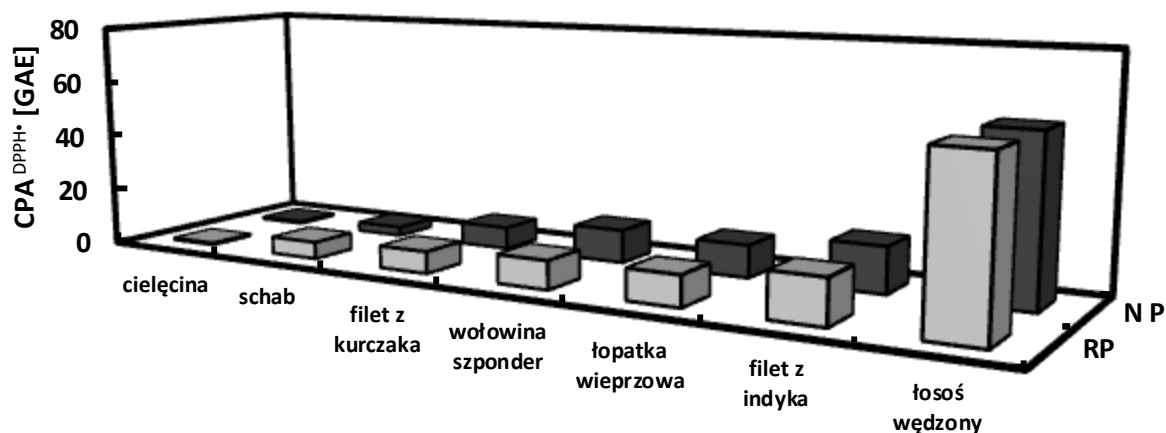 80
60
40
20
0
CPA DPPH• [GAE]
cielęcina
schab
filet z
kurczaka
wołowina
szponder
łopatka
wieprzowa
filet z
indyka
łosoś
wędzony
RP
N P